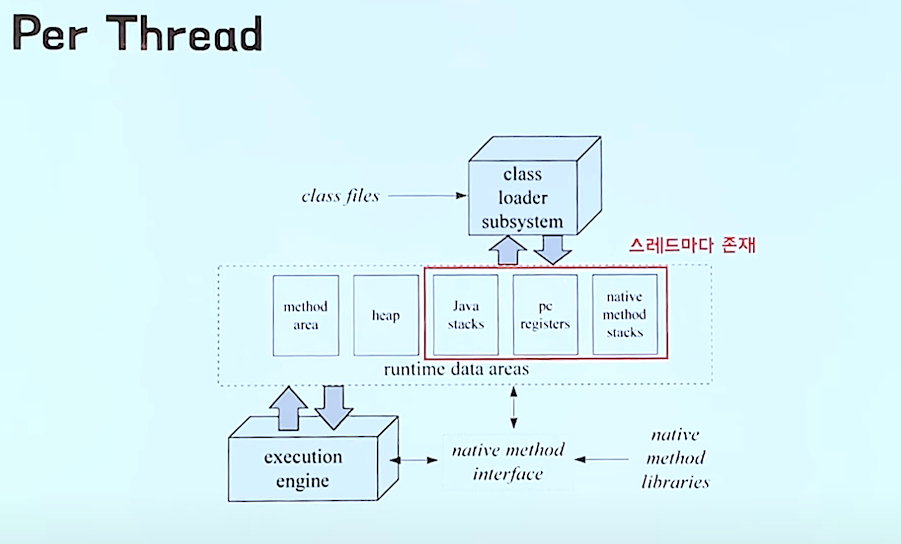 Per Thread
class
loader
subsystem
class files
스레드마다 존재
method
area
heap
Java
stacks
pc
registers
native
method
stacks
runtime data areas
execution
engine
native method
interface
native
method
libraries